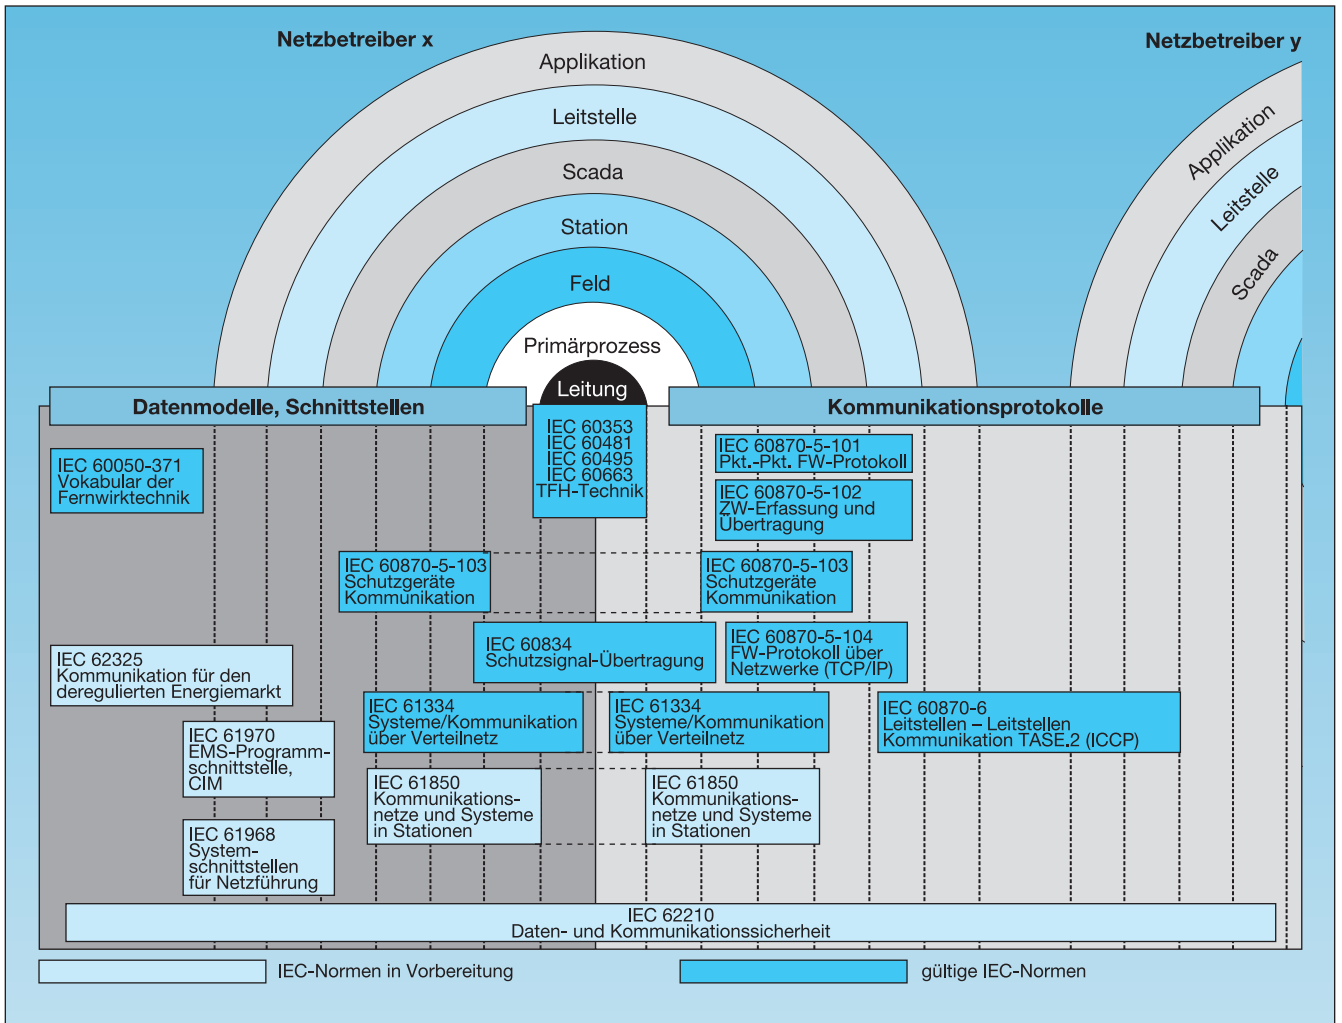 Netzbetreiber x
Netzbetreiber y
Applikation
Leitstelle
Scada
Station
Feld
Primärprozess
Leitung
Applikation
Leitstelle
Scada
Datenmodelle, Schnittstellen
Kommunikationsprotokolle
IEC 60353
IEC 60481
IEC 60495
IEC 60663
TFH-Technik
IEC 60050-371
Vokabular der
Fernwirktechnik
IEC 60870-5-101
Pkt.-Pkt. FW-Protokoll
IEC 60870-5-102
ZW-Erfassung und
Übertragung
IEC 60870-5-103
Schutzgeräte
Kommunikation
IEC 60870-5-103
Schutzgeräte
Kommunikation
IEC 60834
Schutzsignal-Übertragung
IEC 60870-5-104
FW-Protokoll über
Netzwerke (TCP/IP)
IEC 62325
Kommunikation für den
deregulierten Energiemarkt
IEC 61334
Systeme/Kommunikation
über Verteilnetz
IEC 61334
Systeme/Kommunikation
über Verteilnetz
IEC 60870-6
Leitstellen – Leitstellen
Kommunikation TASE.2 (ICCP)
IEC 61970
EMS-Programm-
schnittstelle,
CIM
IEC 61850
Kommunikations-
netze und Systeme
in Stationen
IEC 61850
Kommunikations-
netze und Systeme
in Stationen
IEC 61968
System-
schnittstellen
für Netzführung
IEC 62210
Daten- und Kommunikationssicherheit
IEC-Normen in Vorbereitung
gültige IEC-Normen